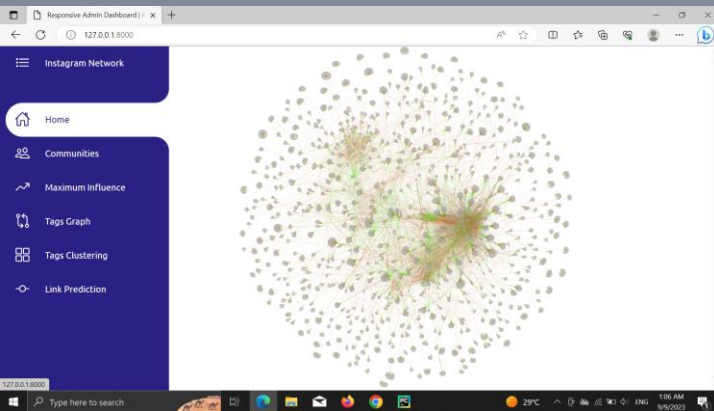 Responsive Admin Dashboard |
127.0.0.1:8000
Instagram Network
Home
Communities
Maximum Influence
Tags Graph
Tags Clustering
Link Prediction
127.0.0.1:8000
Type here to search
29°C
ENG
1:06 AM
9/9/2023